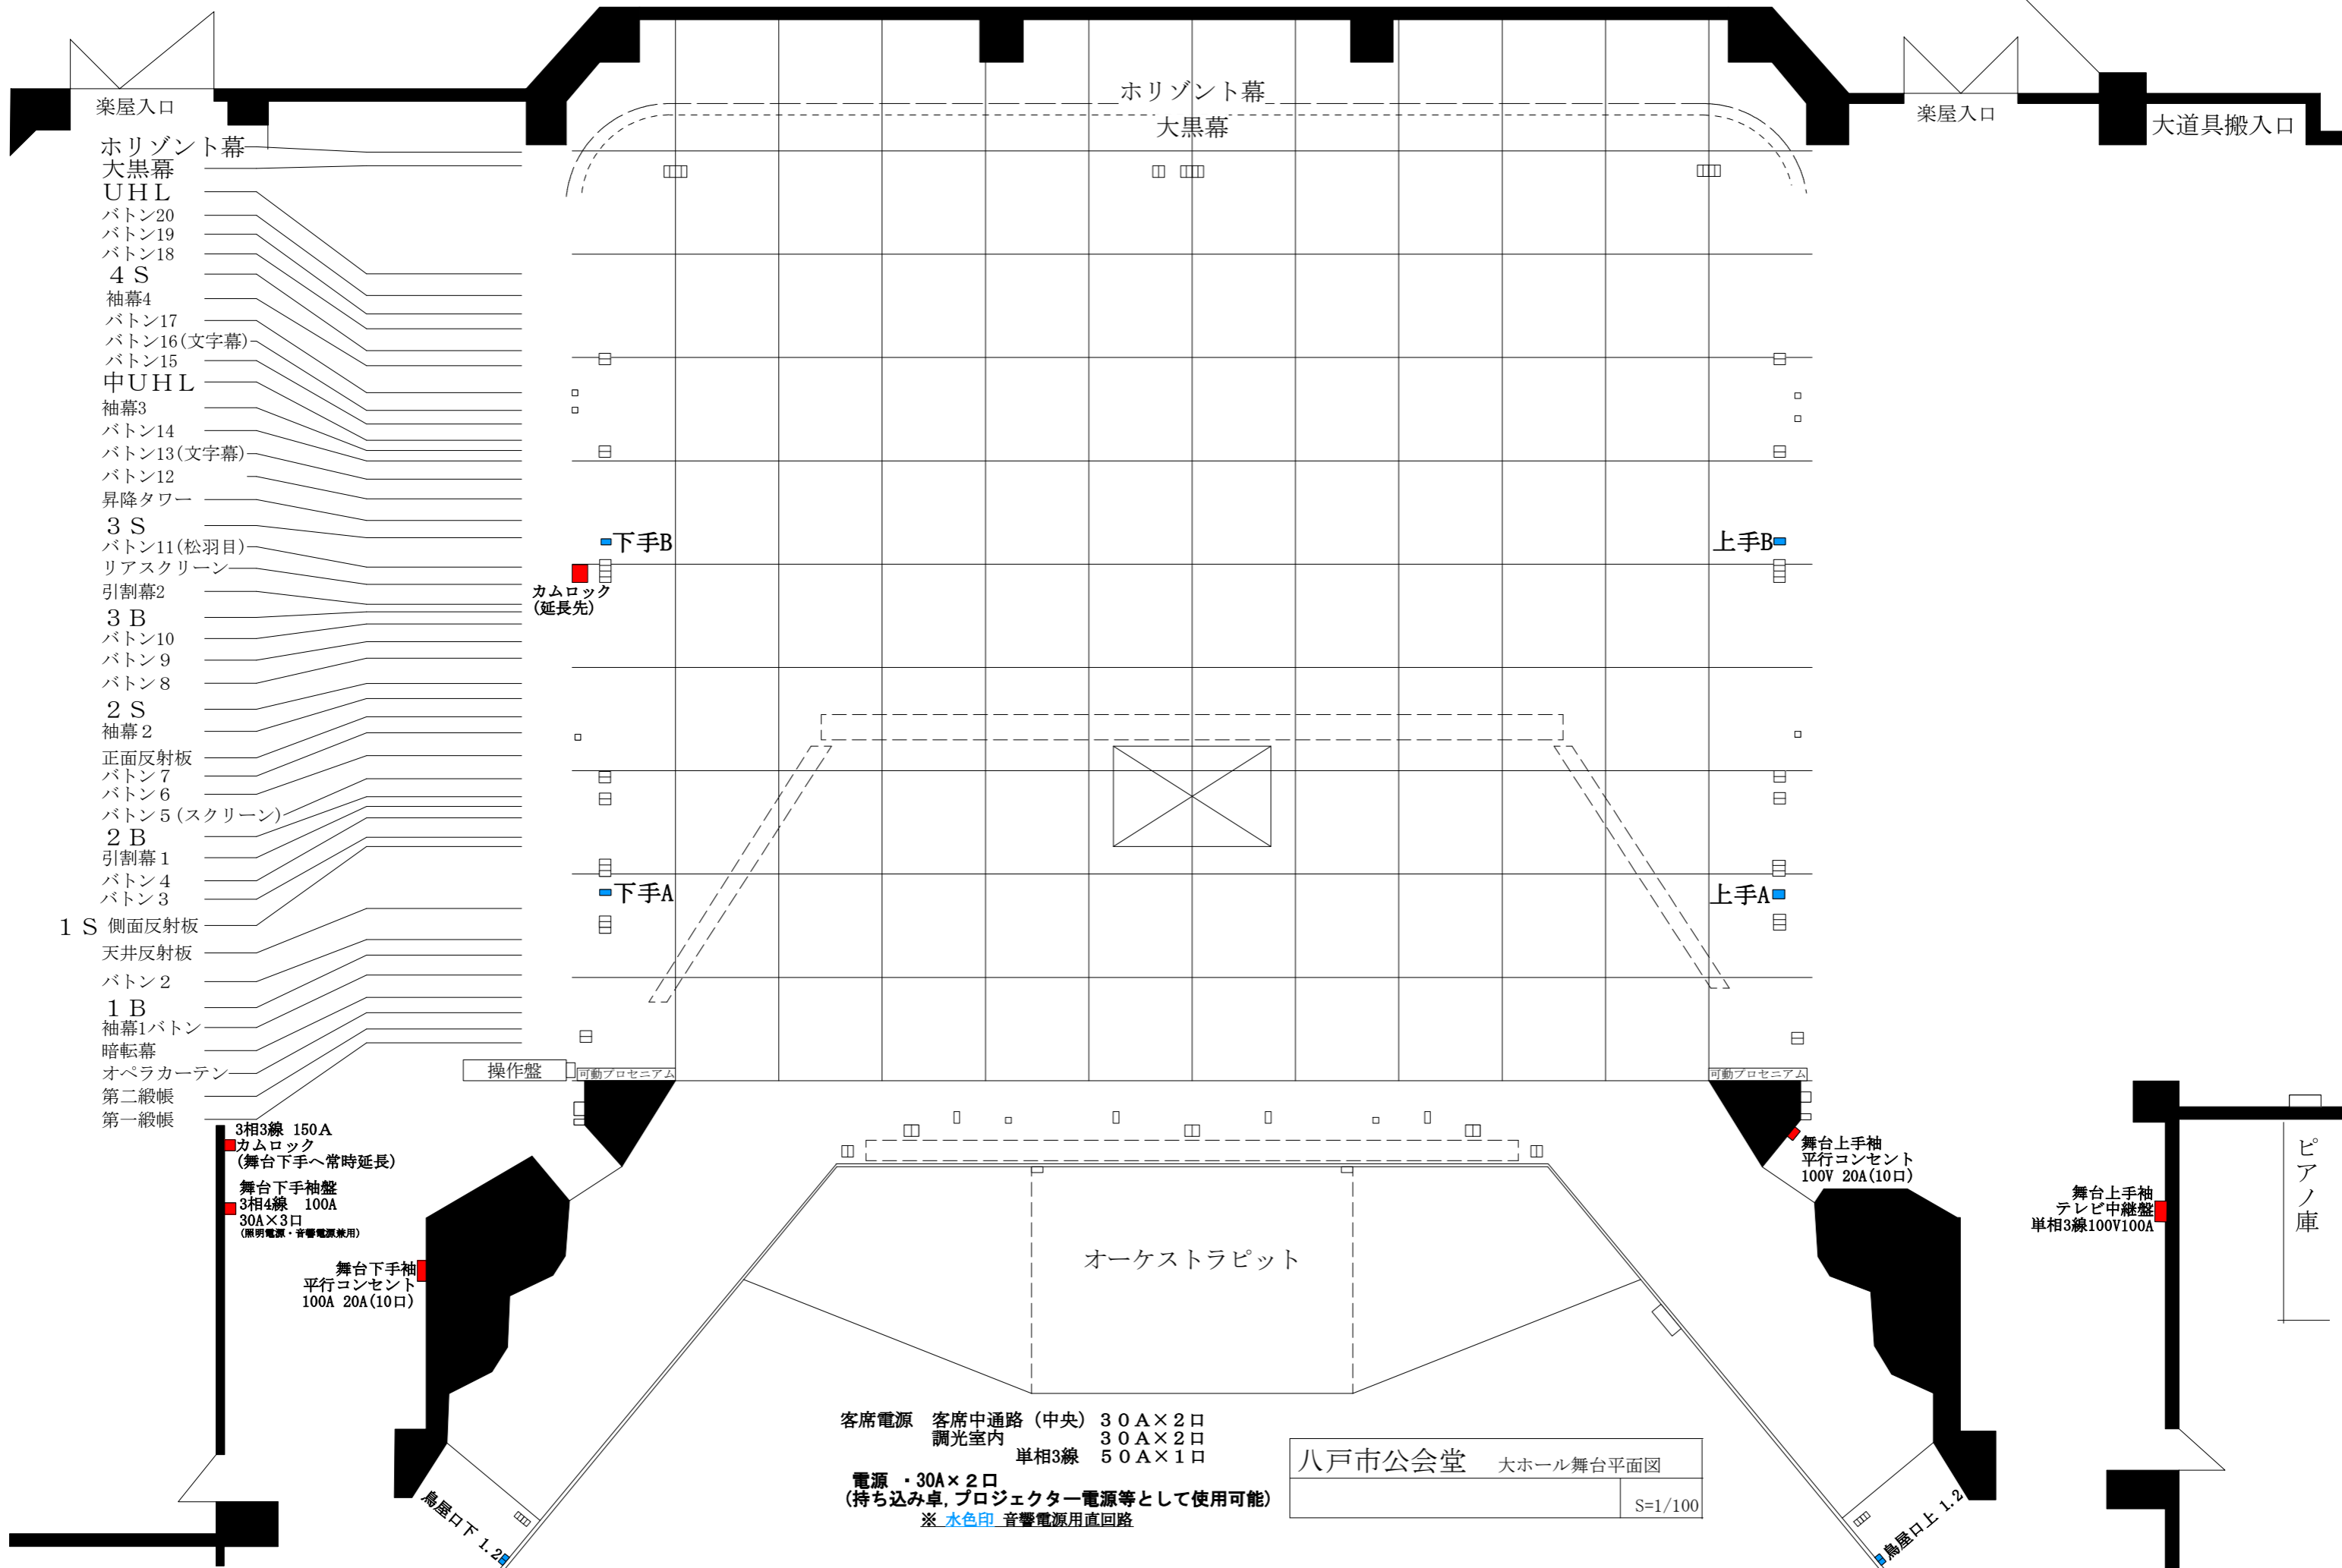 楽屋入口
楽屋入口
大道具搬入口
ホリゾント幕
大黒幕
ホリゾント幕
大黒幕
ＵＨＬ
バトン20
バトン19
バトン18
４Ｓ
袖幕4
バトン17
バトン16(文字幕)
バトン15
中ＵＨＬ
袖幕3
バトン14
バトン13(文字幕)
バトン12
昇降タワー
３Ｓ
バトン11(松羽目)
リアスクリーン
引割幕2
３Ｂ
バトン10
バトン９
バトン８
２Ｓ
袖幕２
正面反射板
バトン７
バトン６
バトン５(スクリーン)
２Ｂ
引割幕１
バトン４
バトン３
１Ｓ 側面反射板
天井反射板
バトン２
１Ｂ
袖幕1バトン
暗転幕
オペラカーテン
第二緞帳
第一緞帳
下手B
上手B
カムロック
(延長先)
下手A
上手A
操作盤
可動プロセニアム
可動プロセニアム
3相3線 150Ａ
カムロック
(舞台下手へ常時延長)
舞台下手袖盤
3相4線 100A
30A×3口
(照明電源・音響電源兼用)
舞台下手袖
平行コンセント
100A 20A(10口)
舞台上手袖
平行コンセント
100V 20A(10口)
舞台上手袖
テレビ中継盤
単相3線100V100A
ピアノ庫
オーケストラピット
客席電源 客席中通路（中央）３０Ａ×２口
調光室内 ３０Ａ×２口
単相3線 ５０Ａ×１口
電源 ・30A×２口
(持ち込み卓,プロジェクター電源等として使用可能)
※ 水色印 音響電源用直回路
八戸市公会堂 大ホール舞台平面図
S=1/100
鳥屋口下 1.2
鳥屋口上 1.2